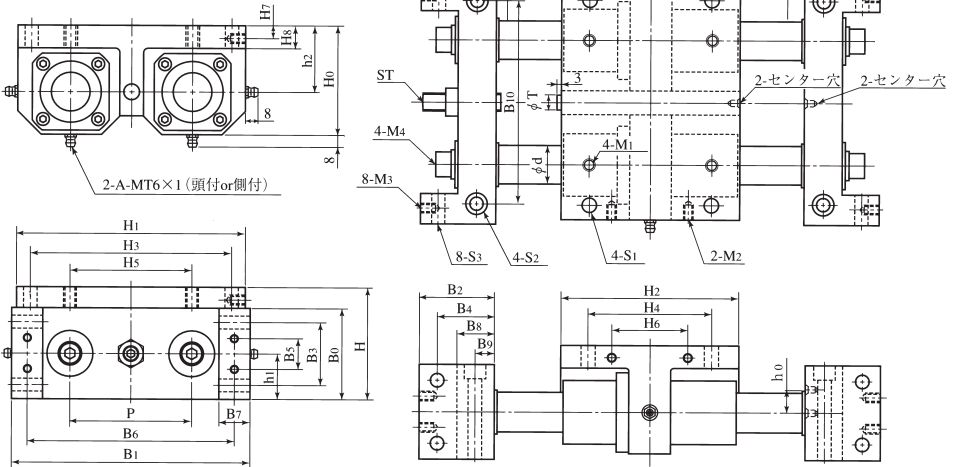 H7
H8
h2
H0
8
8
2-A-MT6×1（頭付or側付）
ST
4-M4
8-M3
8-S3
4-S2
B10
φT
3
φd
4-M1
4-S1
2-M2
2-センター穴
2-センター穴
H1
H3
H5
h1
B5
B3
B0
H
P
B7
B6
B1
B2
B4
B8
B9
H2
H4
H6
h0